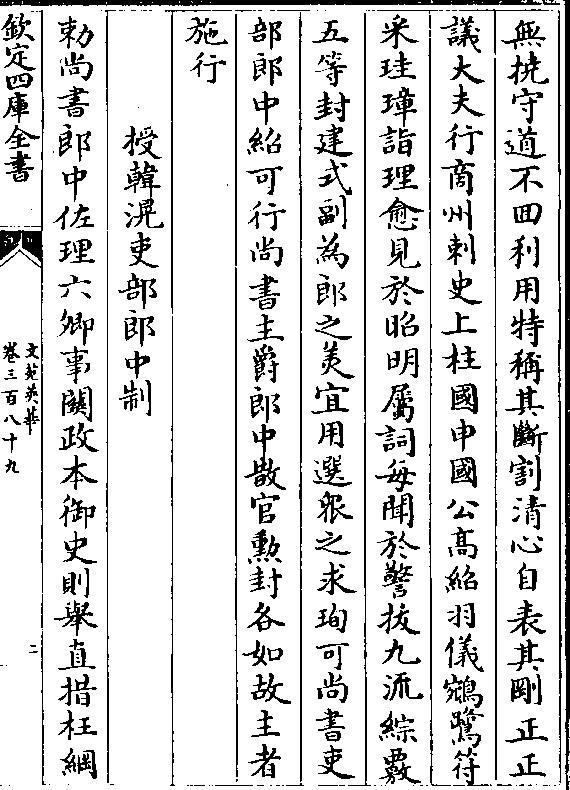 無撓守道不回利用特稱其斷割清心自表其剛正正
議大夫行商州刺史上柱國申國公髙紹羽儀鵷鷺符
采珪璋詣理愈見於昭明屬詞每聞於警拔九流綜覈
五等封建式副為郎之美宜用選衆之求珣可尚書吏
部郎中紹可行尚書主爵郎中散官勲封各如故主者
施行
授韓滉吏部郎中制
勅尚書郎中佐理六卿事闗政本御史則舉直措枉綱
欽定四庫全書
文苑英華
卷三百八十九
二